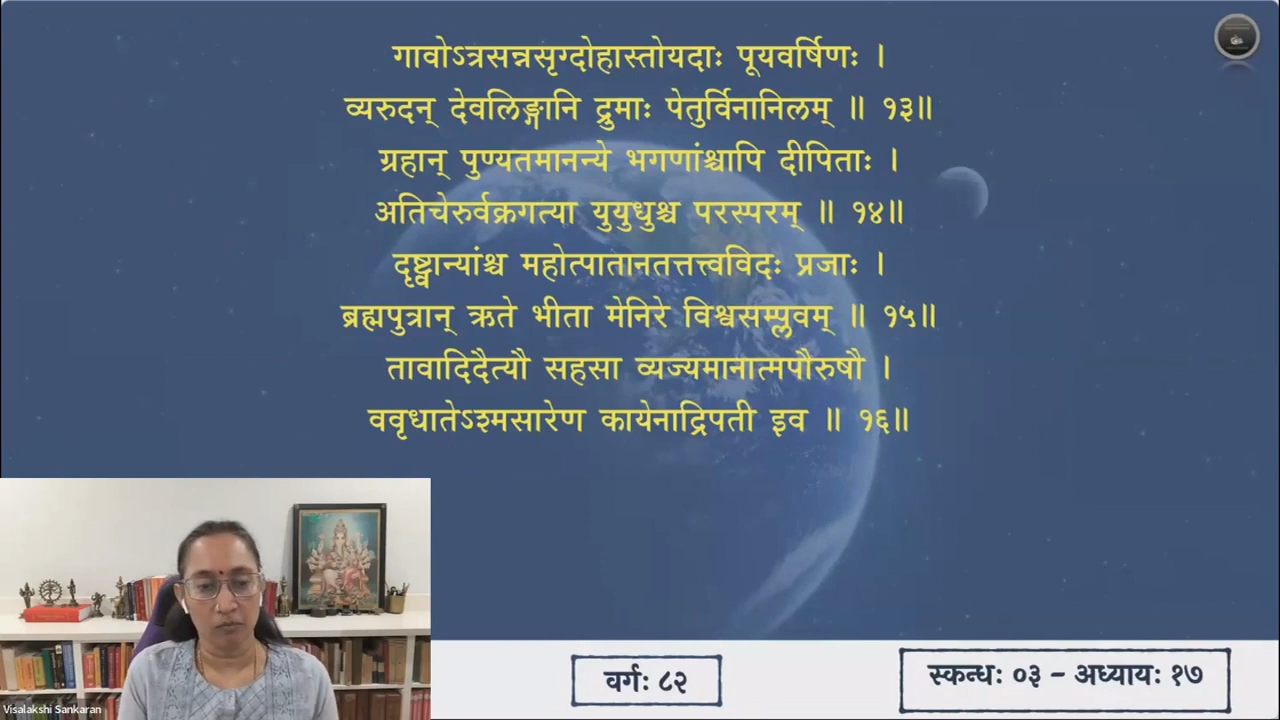 गावोऽत्रसन्नसृग्दोहास्तोयदाः पूयवर्षिणः ।
व्यरुदन् देवलिङ्गानि द्रुमाः पेतुर्विनानिलम् ॥ १३॥
ग्रहान् पुण्यतमानन्ये भगणांश्चापि दीपिताः ।
अतिचेरुर्वक्रगत्या युयुधुश्च परस्परम् ॥ १४॥
दृष्ट्वान्यांश्च महोत्पातानतत्तत्त्वविदः प्रजाः ।
ब्रह्मपुत्रान् ऋते भीता मेनिरे विश्वसम्प्लवम् ॥ १५॥
तावादिदैत्यौ सहसा व्यज्यमानात्मपौरुषौ ।
ववृधातेऽश्मसारेण कायेनाद्रिपती इव ॥ १६॥
Visalakshi Sankaran
वर्गः ८२
स्कन्धः ०३ - अध्यायः १७